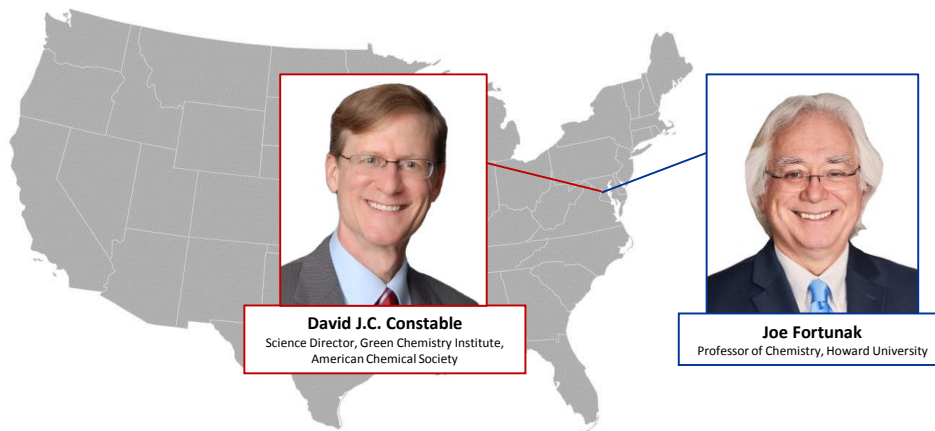 David J.C. Constable
Science Director, Green Chemistry Institute,
American Chemical Society
Joe Fortunak
Professor of Chemistry, Howard University